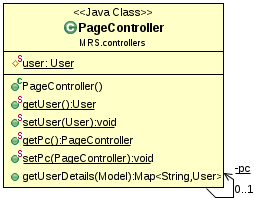 <<Java Class>>
PageController
MRS.controllers
user: User
PageController()
getUser():User
setUser(User):void
getPc():PageController
setPc(PageController):void
getUserDetails(Model):Map<String,User>
-pc
0..1